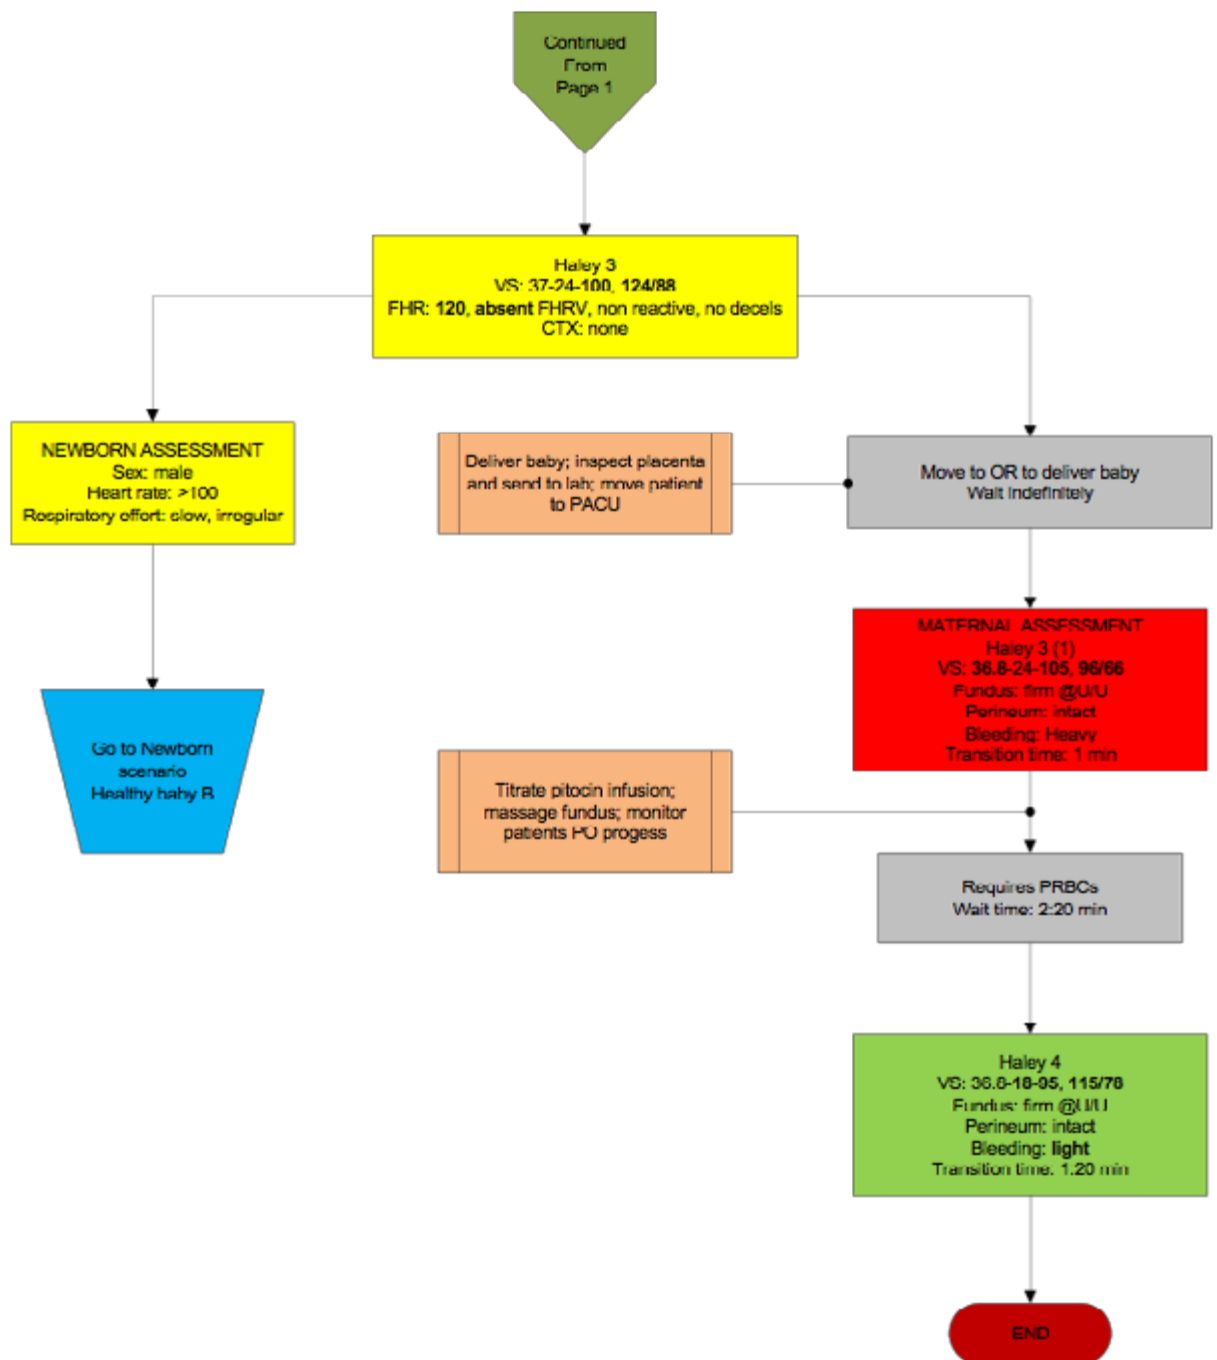 Continued
From
Page 1
Haley 3
VS: 37-24-100, 124/88
FHR: 120, absent FHRV, non reactive, no decels
CTX: none
NEWBORN ASSESSMENT
Sex: male
Heart rate: >100
Respiratory effort: slow, irregular
Deliver baby; inspect placenta
and send to lab; move patient
to PACU
Move to OR to deliver baby
Wait indefinitely
MATERNAL ASSESSMENT
Haley 3 (1)
VS: 36.8-24-105, 96/66
Fundus: firm @U/U
Perineum: intact
Bleeding: Heavy
Transition time: 1 min
Go to Newborn
scenario
Healthy baby B
Titrate pitocin infusion;
massage fundus; monitor
patients PO progess
Requires PRBCs
Wait time: 2:20 min
Haley 4
VS: 36.8-18-95, 115/78
Fundus: firm @U/U
Perineum: intact
Bleeding: light
Transition time: 1.20 min
END